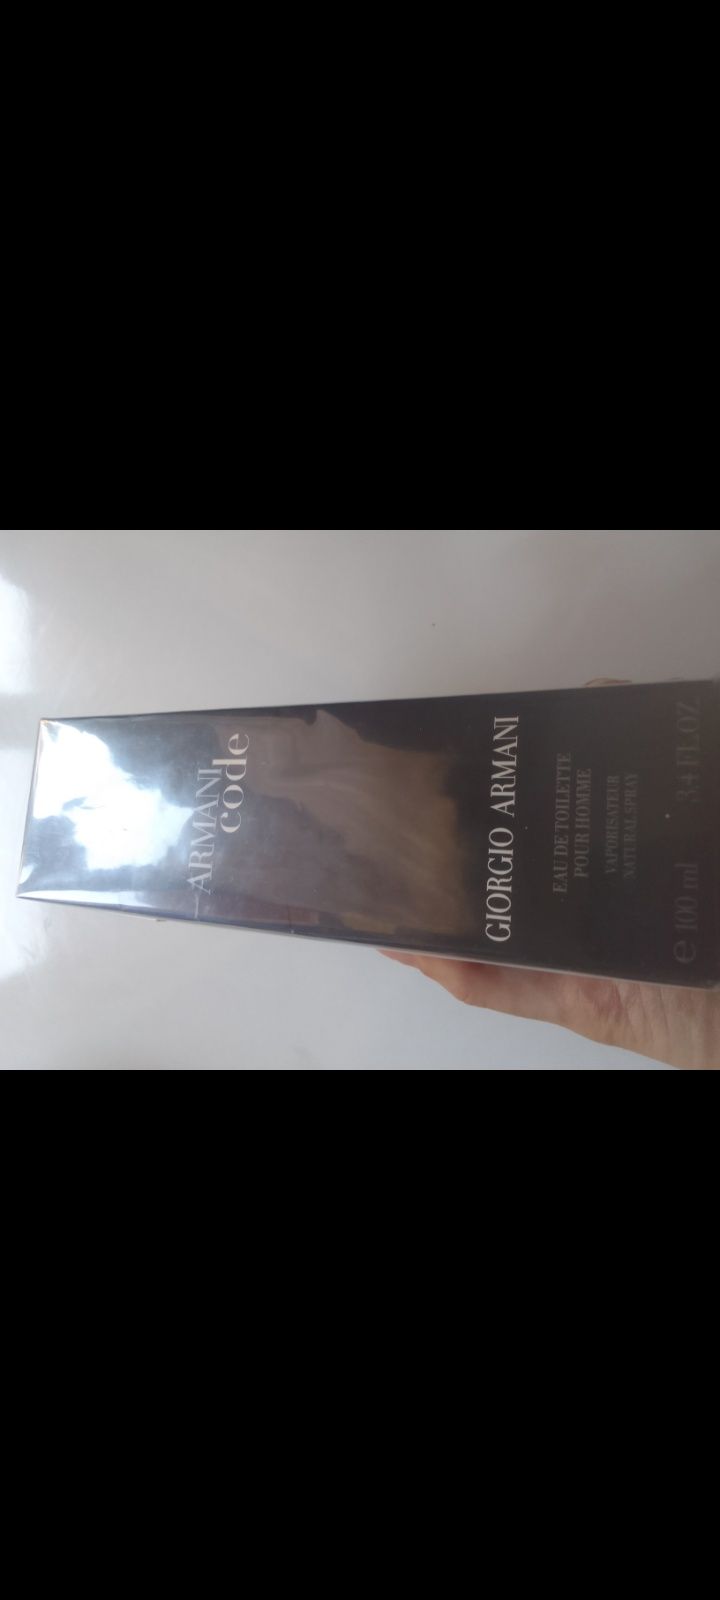 ARMANI
code
GIORGIO ARMANI
EAU DE TOILETTE
POUR HOMME
VAPORISATEUR
NATURAL SPRAY
e 100 ml 3.4 FL.OZ